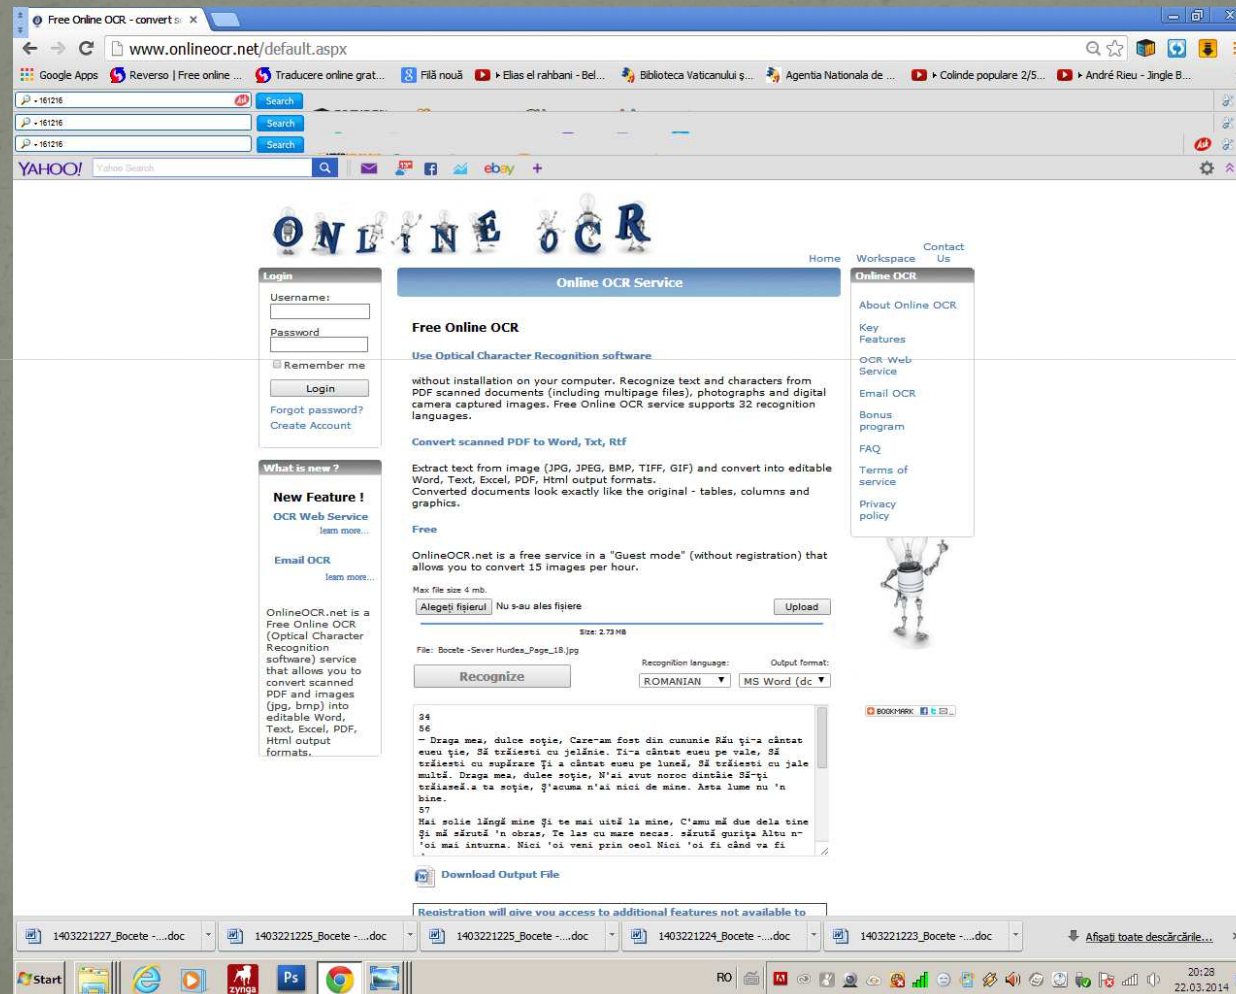 Free Online OCR - convert s
www.onlineocr.net/default.aspx
Google Apps
Reverso | Free online ...
Traducere online grat...
Filă nouă
Elias el rahbani - Bel...
Biblioteca Vaticanului ș...
Agentia Nationala de ...
Colinde populare 2/5...
André Rieu - Jingle B...
161216
Search
161216
Search
161216
Search
YAHOO!
Yahoo Search
ebay
ONLINE OCR
Home
Workspace
Contact
Us
Login
Username:
Password
Remember me
Login
Forgot password?
Create Account
What is new ?
New Feature !
OCR Web Service
learn more...
Email OCR
learn more...
OnlineOCR.net is a
Free Online OCR
(Optical Character
Recognition
software) service
that allows you to
convert scanned
PDF and images
(jpg, bmp) into
editable Word,
Text, Excel, PDF,
Html output
formats.
Online OCR Service
Free Online OCR
Use Optical Character Recognition software
without installation on your computer. Recognize text and characters from
PDF scanned documents (including multipage files), photographs and digital
camera captured images. Free Online OCR service supports 32 recognition
languages.
Convert scanned PDF to Word, Txt, Rtf
Extract text from image (JPG, JPEG, BMP, TIFF, GIF) and convert into editable
Word, Text, Excel, PDF, Html output formats.
Converted documents look exactly like the original - tables, columns and
graphics.
Free
OnlineOCR.net is a free service in a "Guest mode" (without registration) that
allows you to convert 15 images per hour.
Max file size 4 mb.
Alegeți fișierul Nu s-au ales fișiere
Upload
Size: 2.73 MB
File: Bocete -Sever Hurdea_Page_18.jpg
Recognize
Recognition language:
ROMANIAN
Output format:
MS Word (dc
34
56
— Draga mea, dulce soţie, Care-am fost din cununie Rău ţi-a cântat
eueu ţie, Să trăiesti cu jelănie. Ti-a cântat eueu pe vale, Să
trăiesti cu supărare Ţi a cântat eueu pe luneă, Să trăiesti cu jale
multă. Draga mea, dulee soţie, N'ai avut noroc dintâie Să-ţi
trăiaseă.a ta soţie, Ş'acuma n'ai nici de mine. Asta lume nu 'n
bine.
57
Hai solie lăngă mine Şi te mai uită la mine, C'amu mă due dela tine
Şi mă sărută 'n obras, Te las cu mare necas. sărută guriţa Altu n-
'oi mai inturna. Nici 'oi veni prin oeol Nici 'oi fi când va fi
Download Output File
Registration will give you access to additional features not available to
Online OCR
About Online OCR
Key
Features
OCR Web
Service
Email OCR
Bonus
program
FAQ
Terms of
service
Privacy
policy
BOOKMARK
1403221227_Bocete -....doc
1403221225_Bocete -....doc
1403221225_Bocete -....doc
1403221224_Bocete -....doc
1403221223_Bocete -....doc
Afișați toate descărcările...
Start
zynga
Ps
RO
20:28
22.03.2014